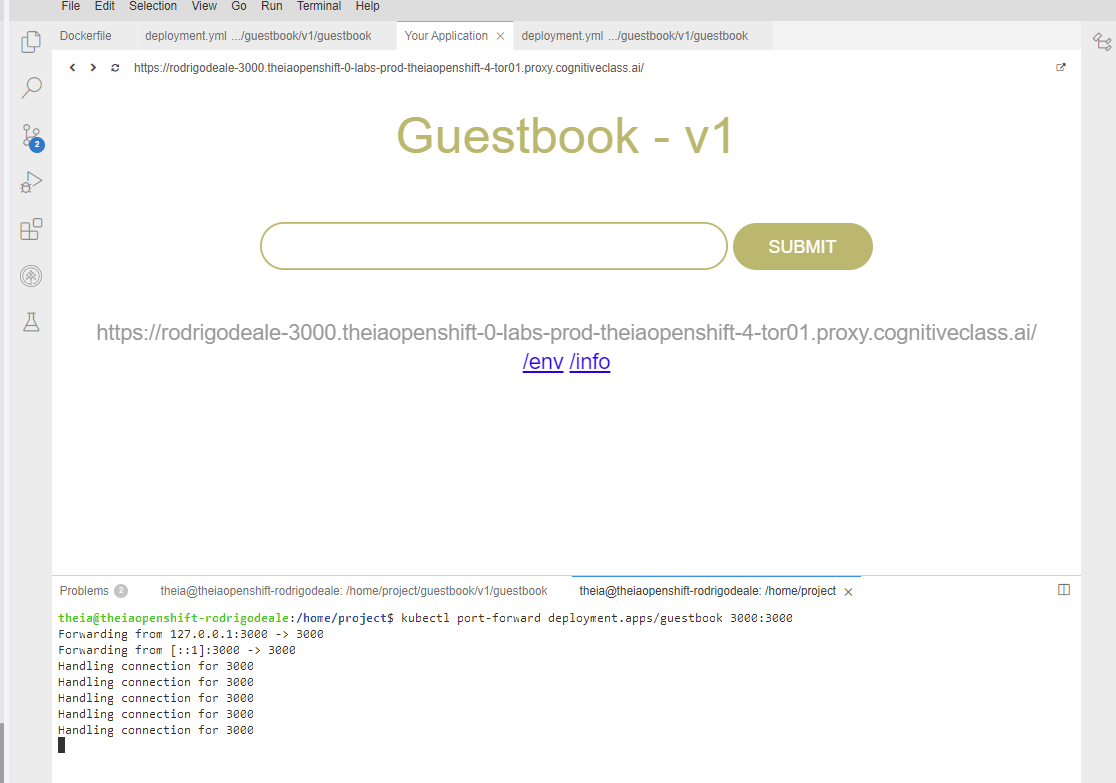 File Edit Selection View Go Run Terminal Help
Dockerfile deployment.yml .../guestbook/v1/guestbook Your Application × deployment.yml .../guestbook/v1/guestbook
https://rodrigodeale-3000.theiaopenshift-0-labs-prod-theiaopenshift-4-tor01.proxy.cognitiveclass.ai/
Guestbook - v1
SUBMIT
2
https://rodrigodeale-3000.theiaopenshift-0-labs-prod-theiaopenshift-4-tor01.proxy.cognitiveclass.ai/
/env /info
Problems 2 theia@theiaopenshift-rodrigodeale: /home/project/guestbook/v1/guestbook theia@theiaopenshift-rodrigodeale: /home/project ×
theia@theiaopenshift-rodrigodeale:/home/project$ kubectl port-forward deployment.apps/guestbook 3000:3000
Forwarding from 127.0.0.1:3000 -> 3000
Forwarding from [::1]:3000 -> 3000
Handling connection for 3000
Handling connection for 3000
Handling connection for 3000
Handling connection for 3000
Handling connection for 3000